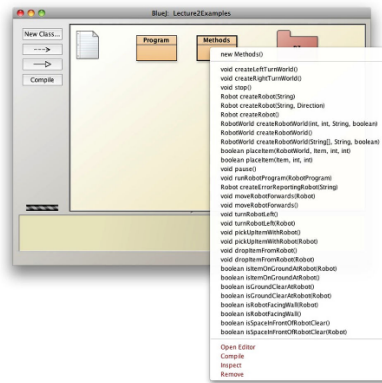 BlueJ: Lecture2Examples
New Class...
Compile
Program
Methods
new Methods()
void createLeftTurnWorld()
void createRightTurnWorld()
void stop()
Robot createRobot(String)
Robot createRobot(String, Direction)
Robot createRobot()
RobotWorld createRobotWorld(int, int, String, boolean)
RobotWorld createRobotWorld()
RobotWorld createRobotWorld(String[], String, boolean)
boolean placeItem(RobotWorld, Item, int, int)
boolean placeItem(Item, int, int)
void pause()
void runRobotProgram(RobotProgram)
Robot createErrorReportingRobot(String)
void moveRobotForwards(Robot)
void moveRobotForwards()
void turnRobotLeft()
void turnRobotLeft(Robot)
void pickUpItemWithRobot()
void pickUpItemWithRobot(Robot)
void dropItemFromRobot()
void dropItemFromRobot(Robot)
boolean isItemOnGroundAtRobot(Robot)
boolean isItemOnGroundAtRobot()
boolean isGroundClearAtRobot()
boolean isGroundClearAtRobot(Robot)
boolean isRobotFacingWall(Robot)
boolean isRobotFacingWall()
boolean isSpaceInFrontOfRobotClear()
boolean isSpaceInFrontOfRobotClear(Robot)
Open Editor
Compile
Inspect
Remove